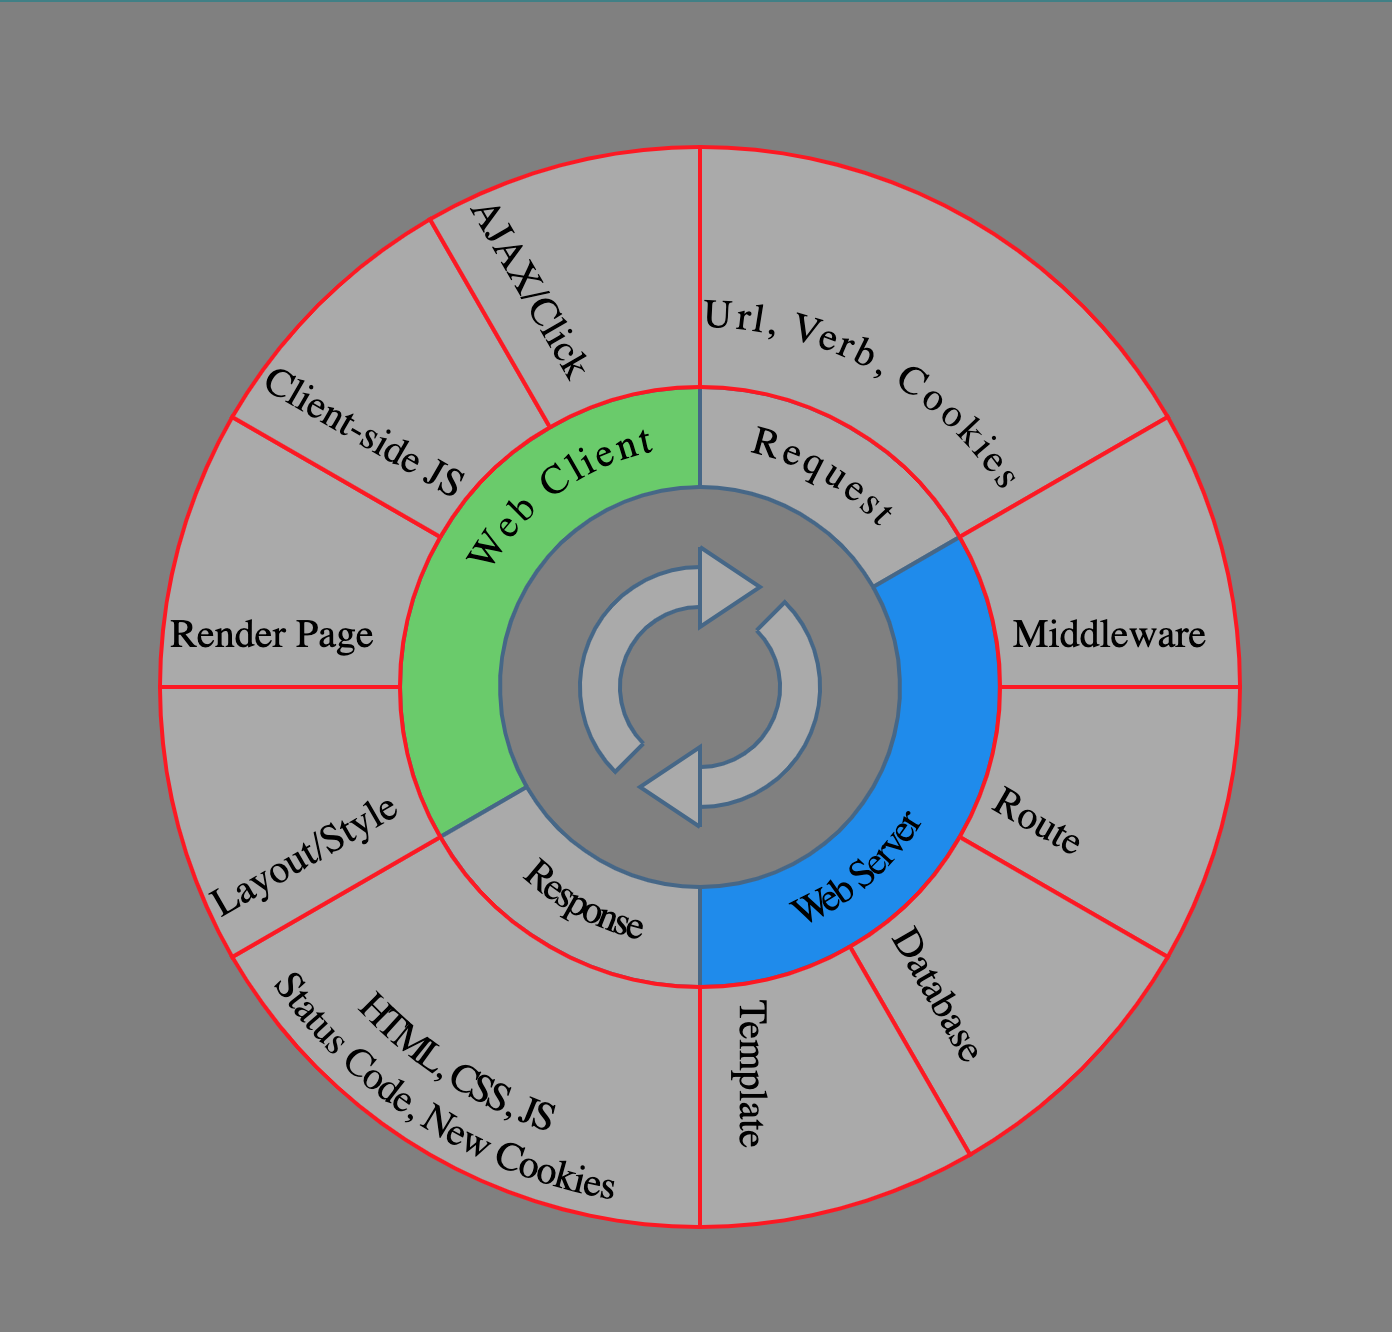 AJAX/Click
Url, Verb, Cookies
Client-side JS
Web Client
Request
Render Page
Middleware
Layout/Style
Route
Web Server
Response
Database
Template
HTML, CSS, JS
Status Code, New Cookies